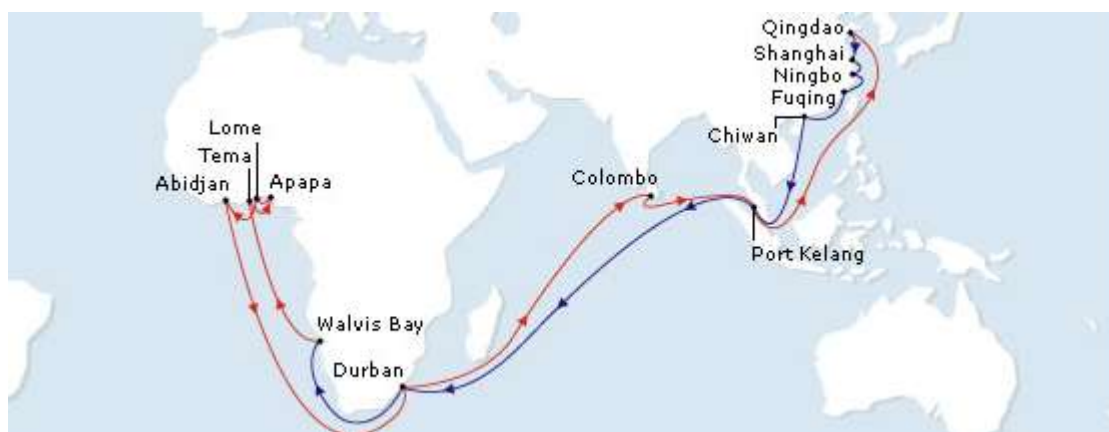 Qingdao
Shanghai
Ningbo
Fuqing
Chiwan
Lome
Tema
Abidjan
Apapa
Colombo
Port Kelang
Walvis Bay
Durban